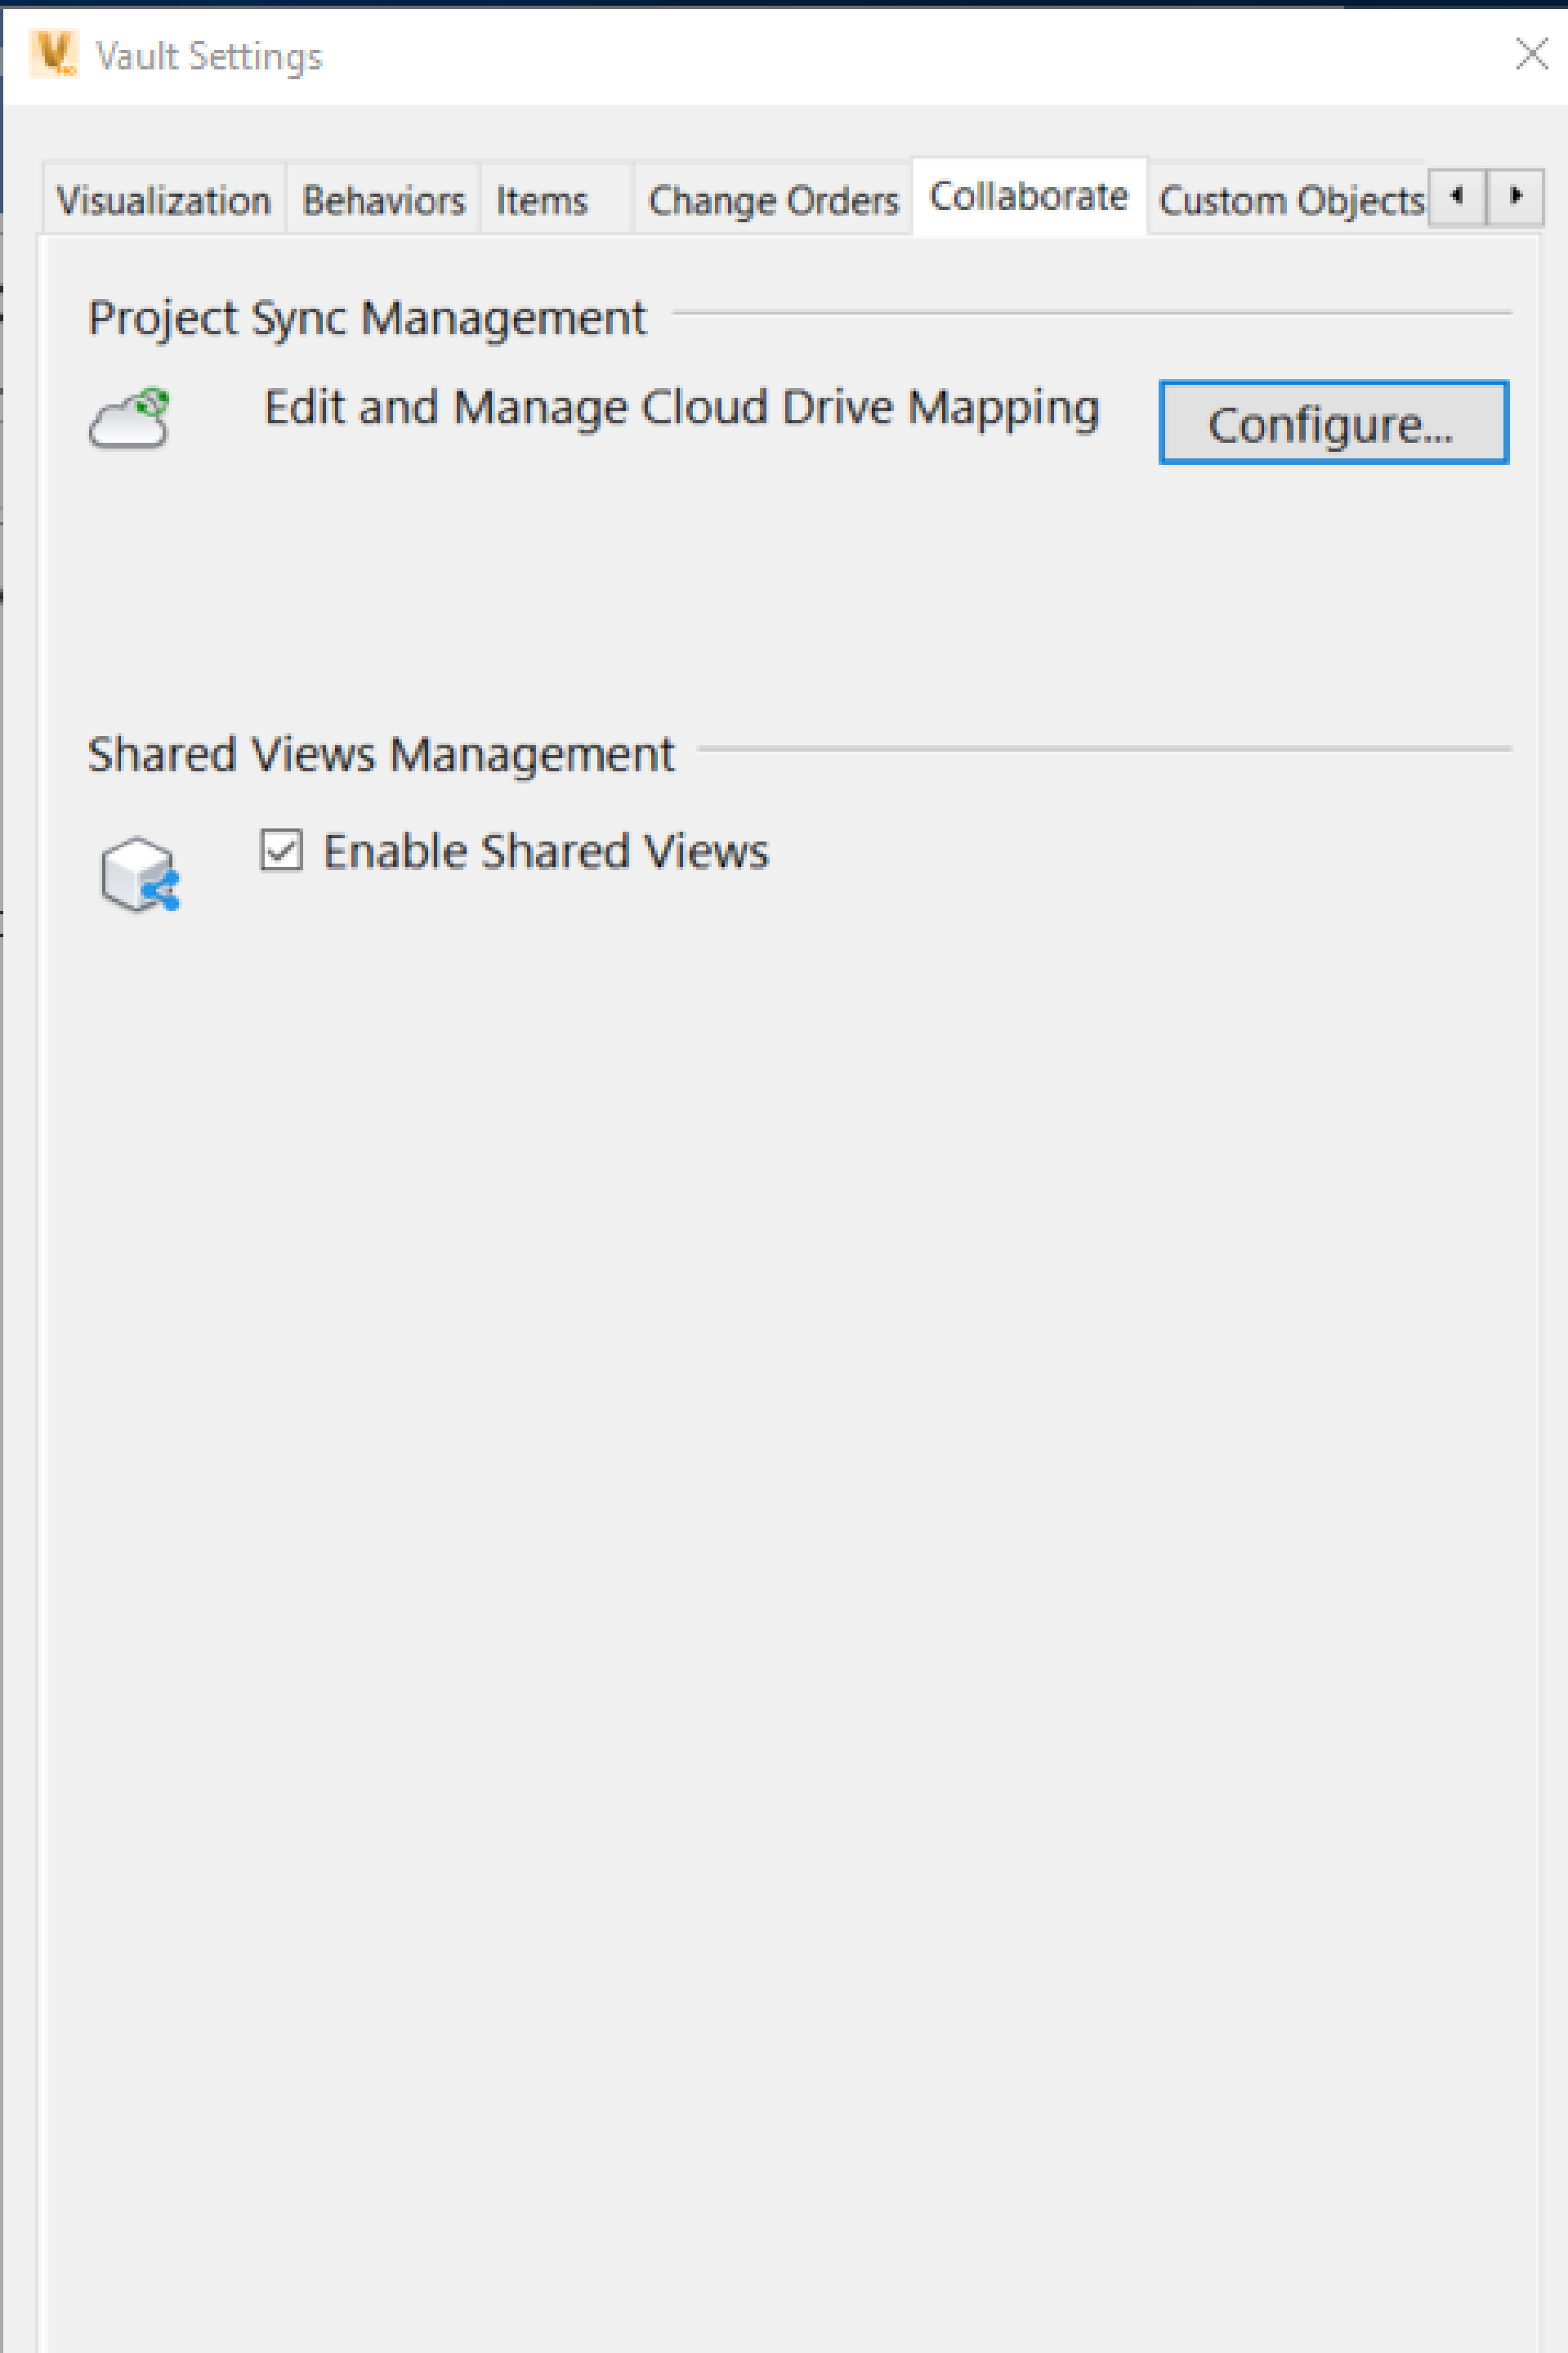 Vault Settings
Visualization Behaviors Items Change Orders Collaborate Custom Objects
Project Sync Management
Edit and Manage Cloud Drive Mapping Configure...
Shared Views Management
Enable Shared Views